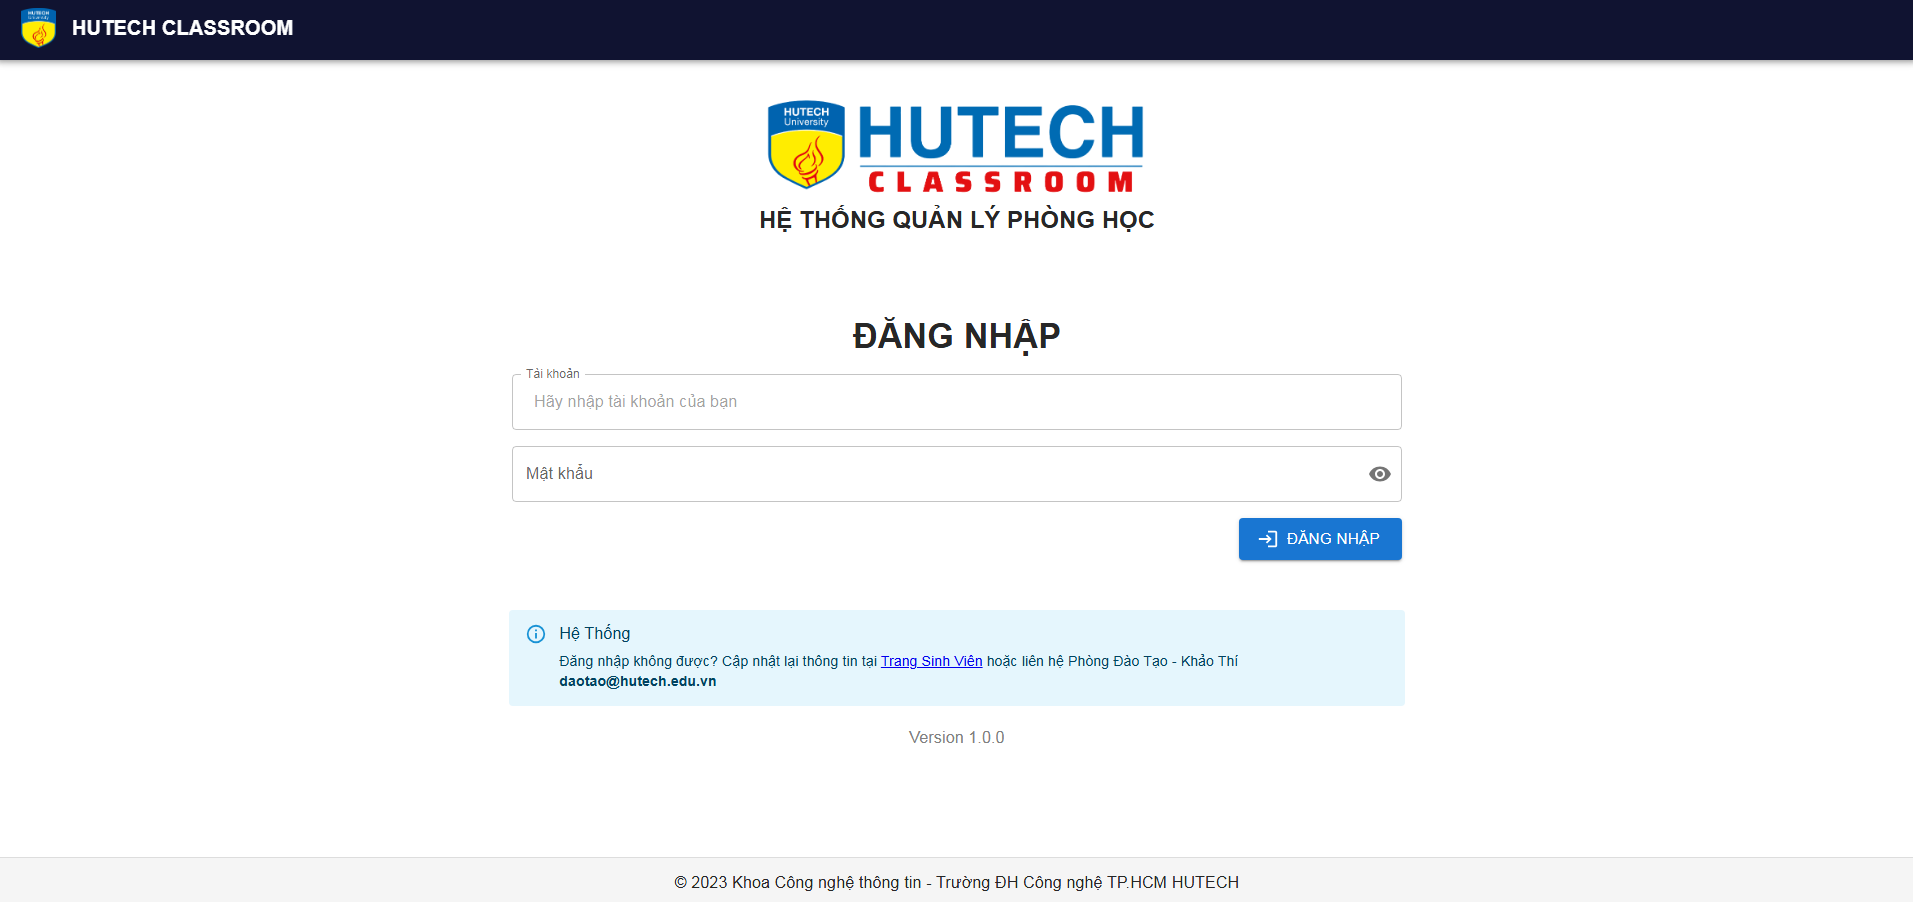 HUTECH University
HUTECH CLASSROOM
HUTECH
University
HUTECH
CLASSROOM
HỆ THỐNG QUẢN LÝ PHÒNG HỌC
ĐĂNG NHẬP
Tài khoản
Hãy nhập tài khoản của bạn
Mật khẩu
ĐĂNG NHẬP
Hệ Thống
Đăng nhập không được? Cập nhật lại thông tin tại Trang Sinh Viên hoặc liên hệ Phòng Đào Tạo - Khảo Thí
daotao@hutech.edu.vn
Version 1.0.0
© 2023 Khoa Công nghệ thông tin - Trường ĐH Công nghệ TP.HCM HUTECH